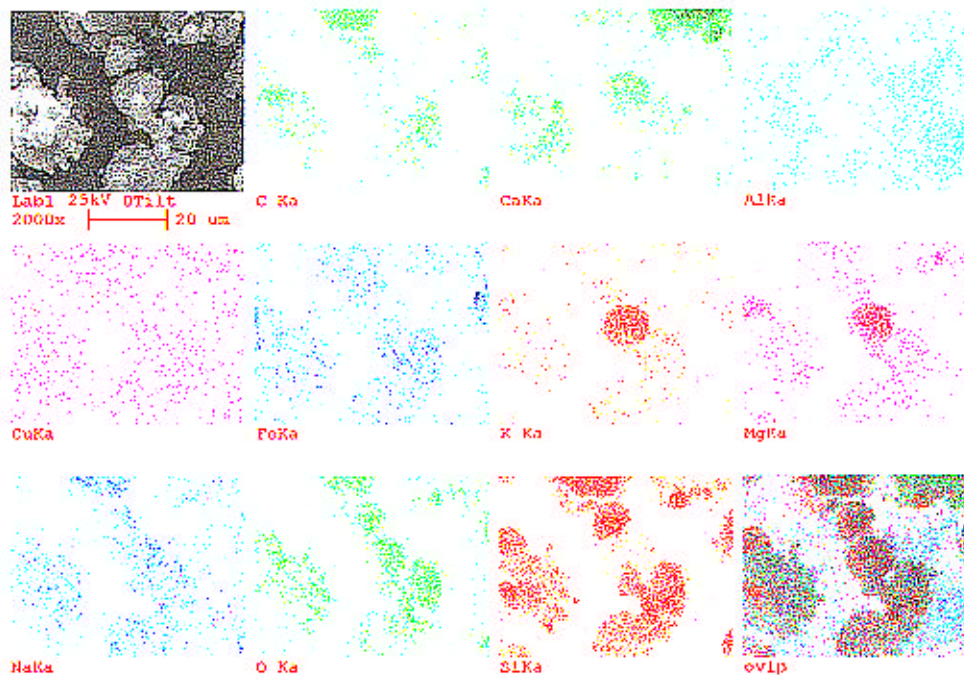 Lab1 25kV 0Tilt
2000x 20 um
C Ka
CaKa
AlKa
CuKa
FeKa
K Ka
MgKa
NaKa
O Ka
SiKa
ovlp